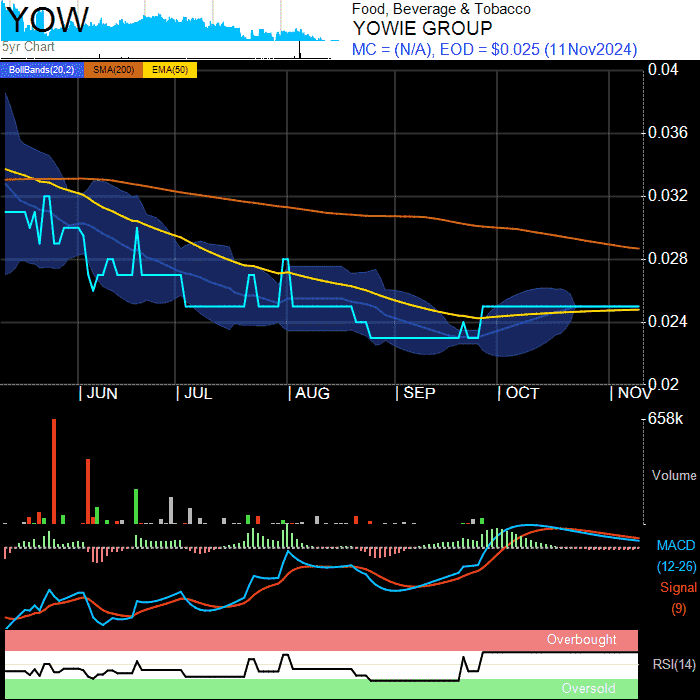 YOW
5yr Chart
Food, Beverage & Tobacco
YOWIE GROUP
MC = (N/A), EOD = $0.025 (11Nov2024)
BollBands(20,2) SMA(200) EMA(50)
0.04
0.036
0.032
0.028
0.024
0.02
JUN JUL AUG SEP OCT NOV
658k
Volume
MACD
(12-26)
Signal
(9)
Overbought
RSI(14)
Oversold